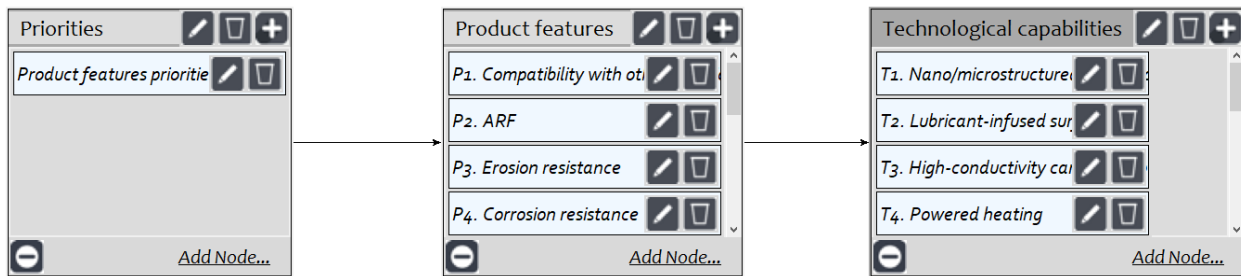 Priorities
Product features prioritie
Add Node...
Product features
P1. Compatibility with ot
P2. ARF
P3. Erosion resistance
P4. Corrosion resistance
Add Node...
Technological capabilities
T1. Nano/microstructured
T2. Lubricant-infused sur
T3. High-conductivity car
T4. Powered heating
Add Node...